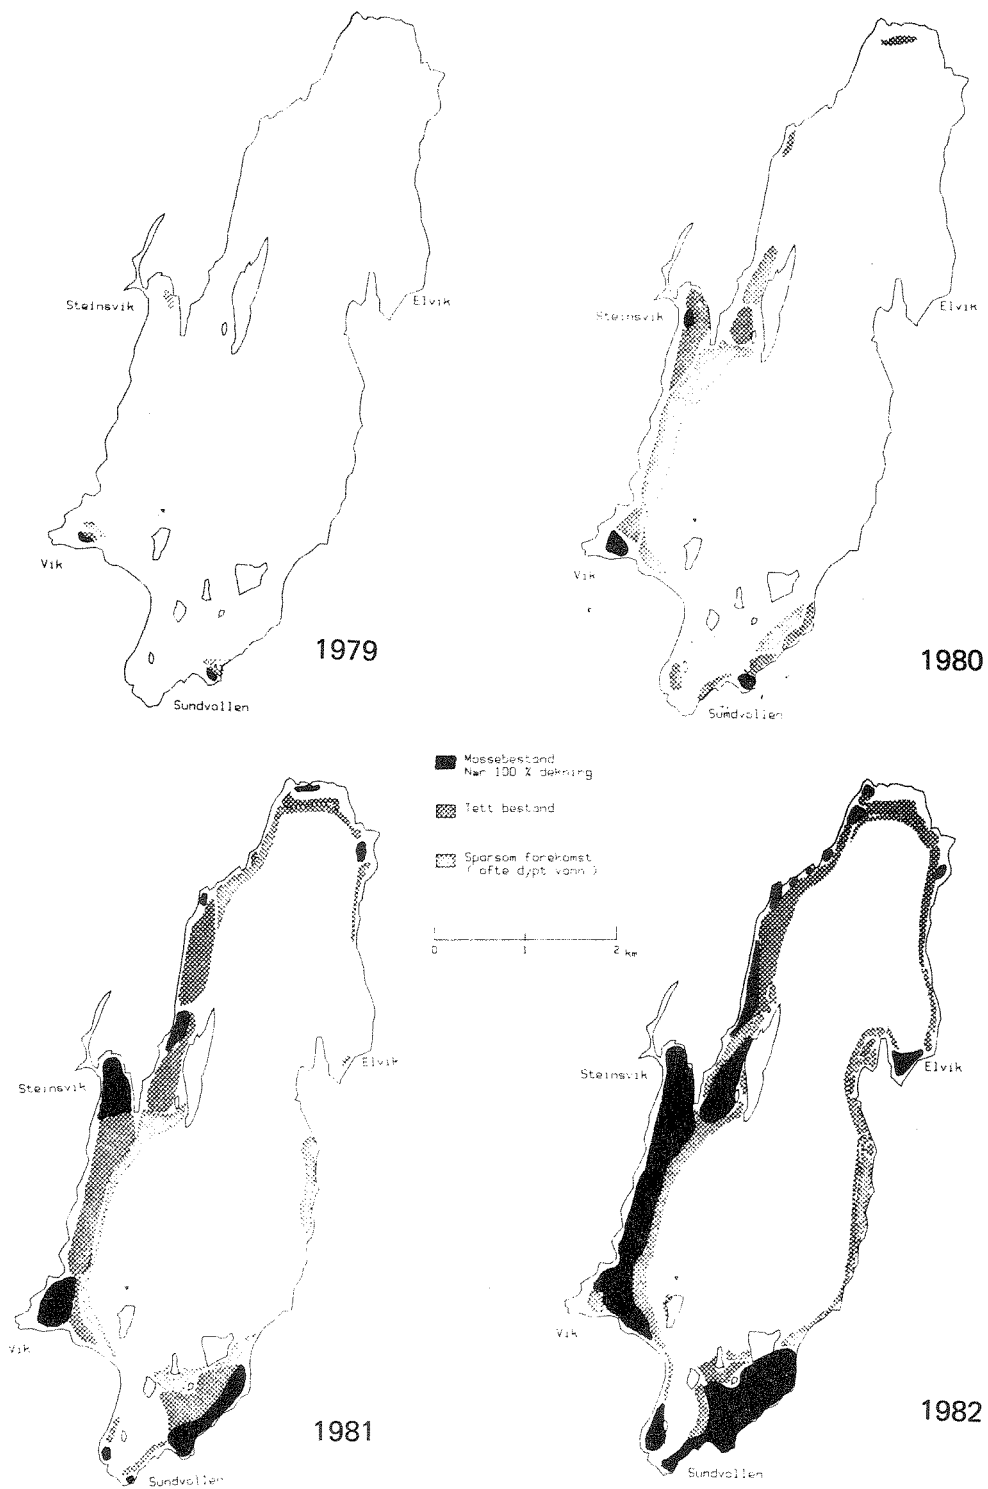 Steinsvik
Elvik
Vik
1979
Sundvollen
Steinsvik
Elvik
Vik
1980
Sundvollen
Massebestand
Nær 100 % dekning
Tett bestand
Sparsom forekomst
( ofte dypt vann )
0 1 2 km
Steinsvik
Elvik
Vik
1981
Sundvollen
Steinsvik
Elvik
Vik
1982
Sundvollen